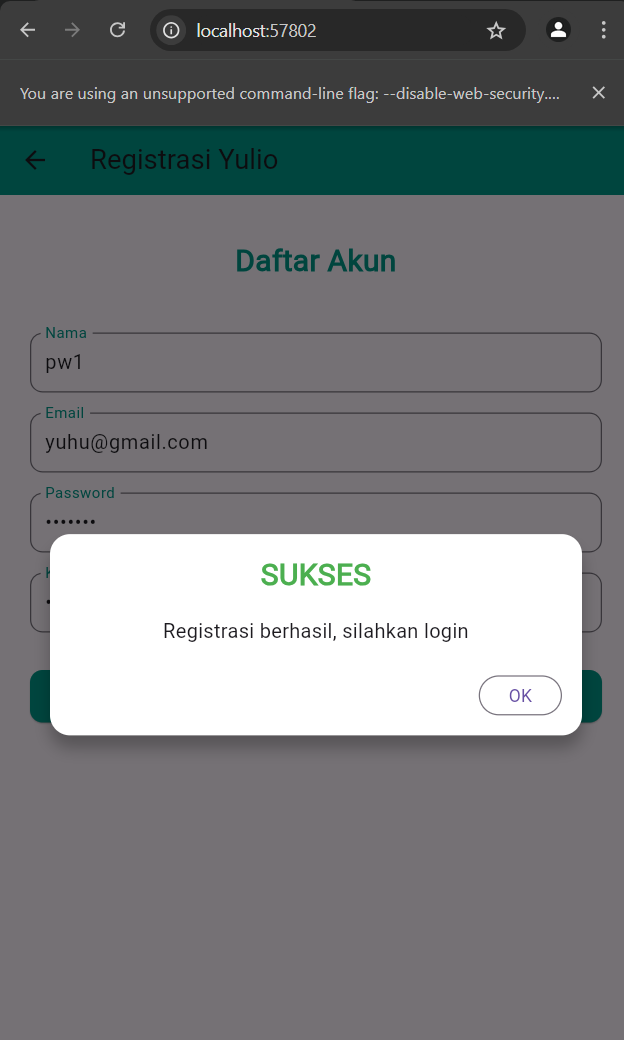 localhost:57802
You are using an unsupported command-line flag: --disable-web-security....
Registrasi Yulio
Daftar Akun
Nama
pw1
Email
yuhu@gmail.com
Password
•••••••
SUKSES
Registrasi berhasil, silahkan login
OK